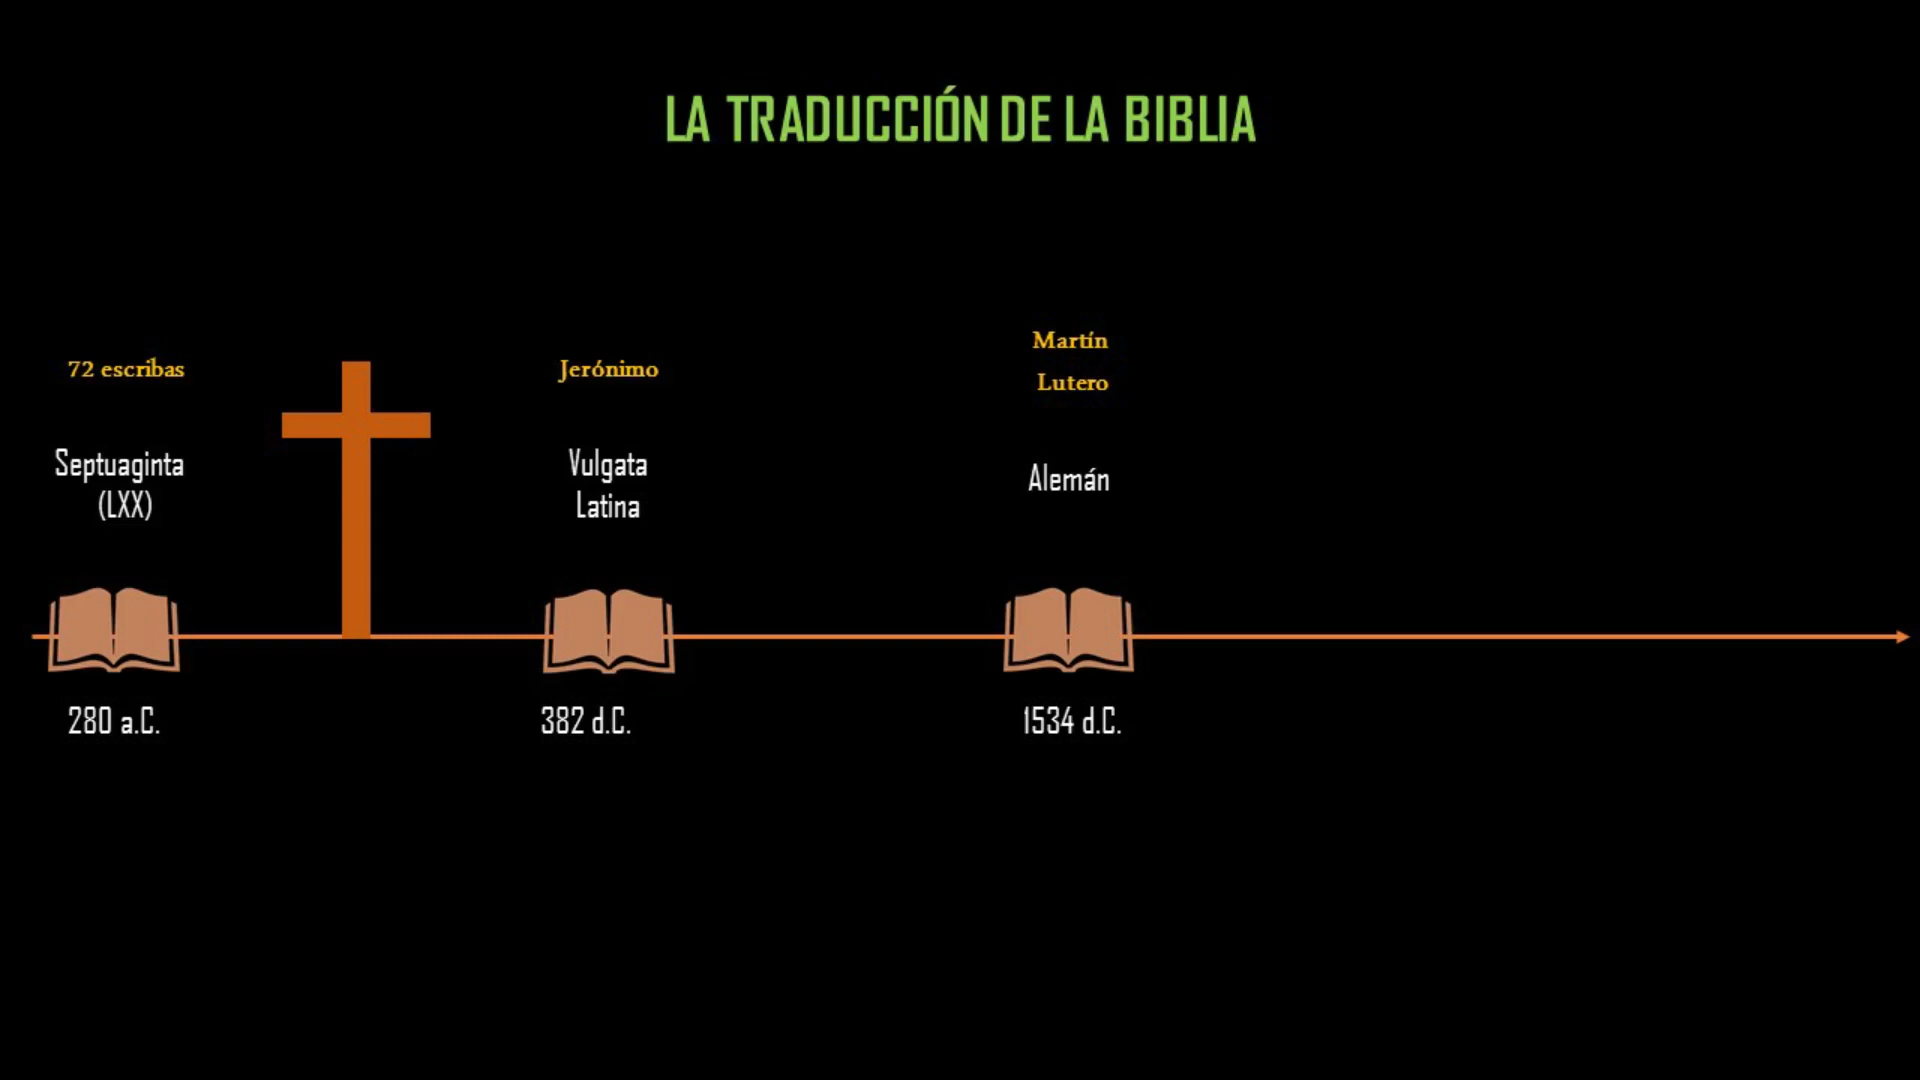 LA TRADUCCIÓN DE LA BIBLIA
72 escribas
Septuaginta
(LXX)
280 a.C.
Jerónimo
Vulgata
Latina
382 d.C.
Martín
Lutero
Alemán
1534 d.C.